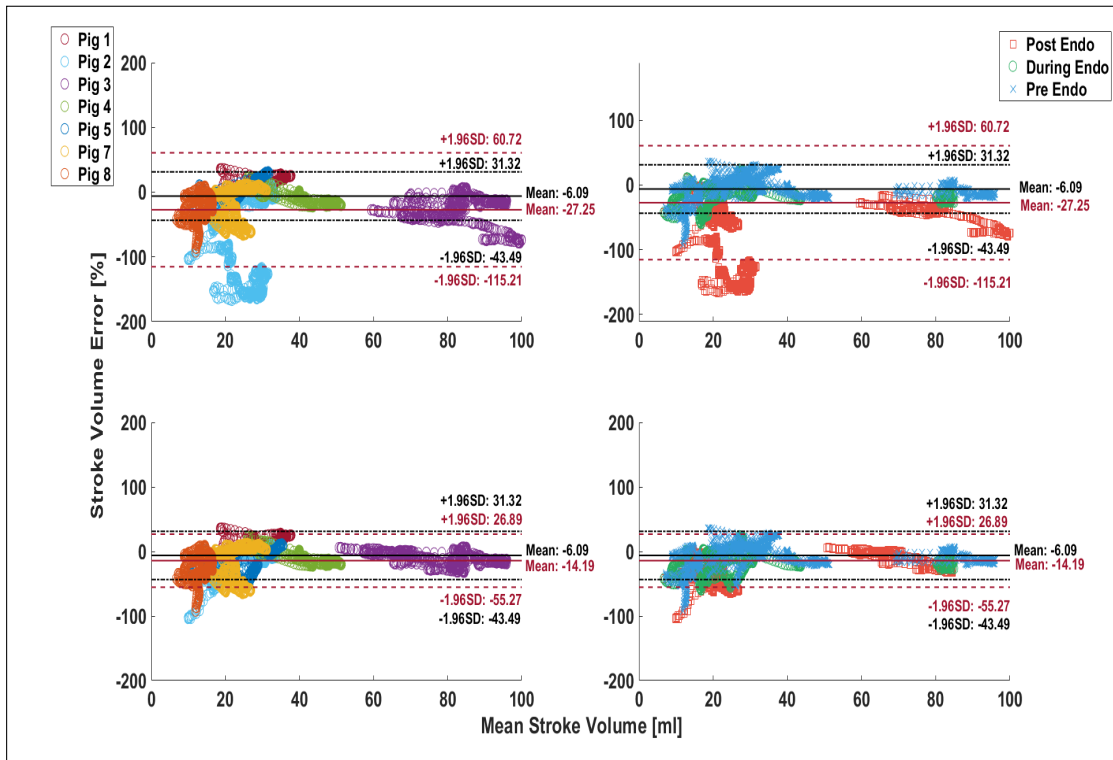 Pig 1
Pig 2
Pig 3
Pig 4
Pig 5
Pig 7
Pig 8
Post Endo
During Endo
Pre Endo
Stroke Volume Error [%]
200
100
0
-100
-200
0 20 40 60 80 100
+1.96SD: 60.72
+1.96SD: 31.32
Mean: -6.09
Mean: -27.25
-1.96SD: -43.49
-1.96SD: -115.21
100
0
-100
-200
0 20 40 60 80 100
+1.96SD: 60.72
+1.96SD: 31.32
Mean: -6.09
Mean: -27.25
-1.96SD: -43.49
-1.96SD: -115.21
200
100
0
-100
-200
0 20 40 60 80 100
+1.96SD: 31.32
+1.96SD: 26.89
Mean: -6.09
Mean: -14.19
-1.96SD: -55.27
-1.96SD: -43.49
200
100
0
-100
-200
0 20 40 60 80 100
+1.96SD: 31.32
+1.96SD: 26.89
Mean: -6.09
Mean: -14.19
-1.96SD: -55.27
-1.96SD: -43.49
Mean Stroke Volume [ml]